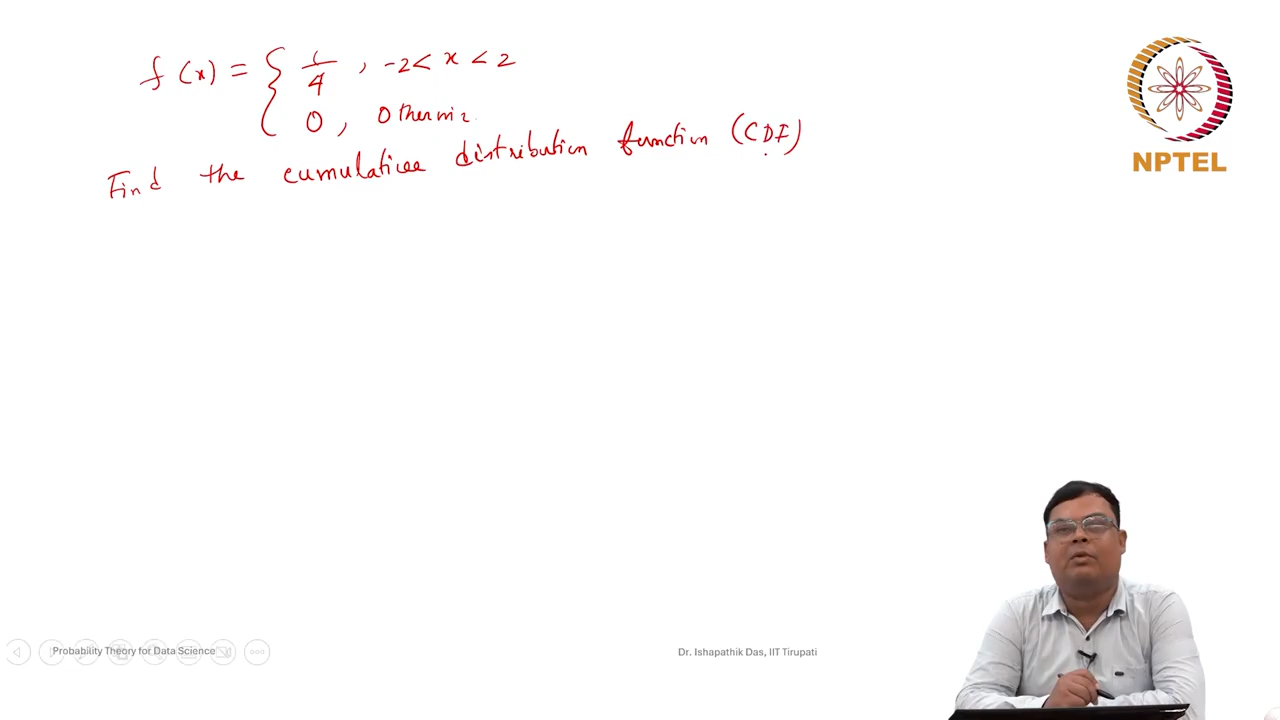 f(x) = { 1/4 , -2 < x < 2
0 , Otherwise
Find the cumulative distribution function (CDF)
NPTEL
Probability Theory for Data Science
Dr. Ishapathik Das, IIT Tirupati